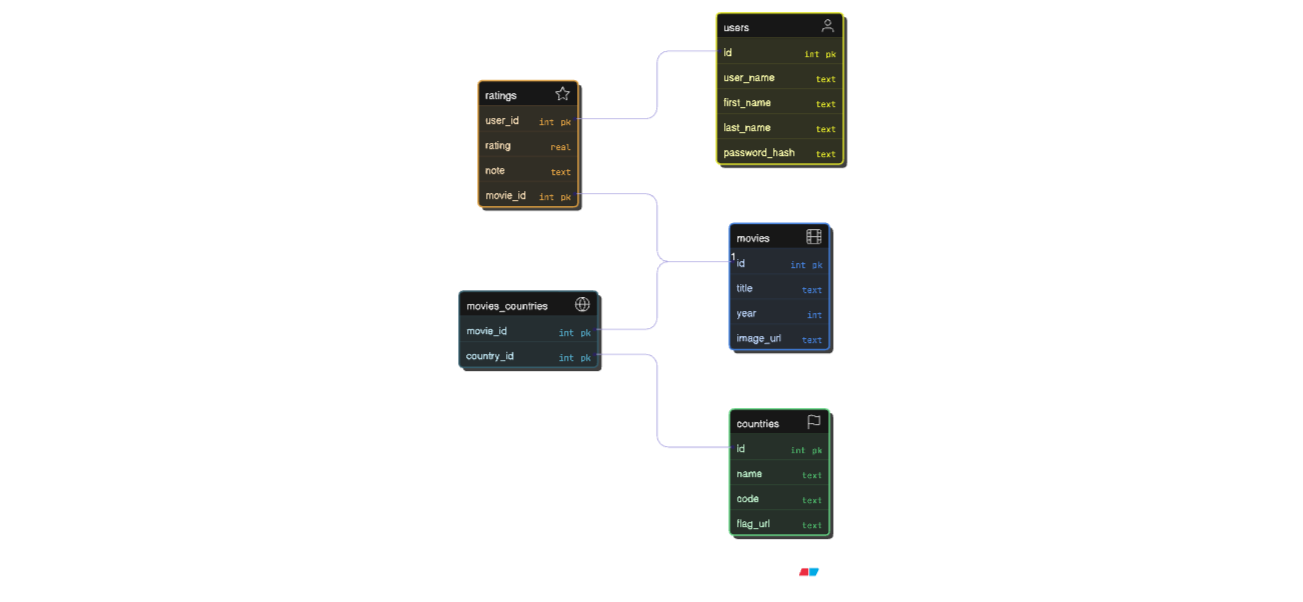 users
id int pk
user_name text
first_name text
last_name text
password_hash text
ratings
user_id int pk
rating real
note text
movie_id int pk
movies
1
id int pk
title text
year int
image_url text
movies_countries
movie_id int pk
country_id int pk
countries
id int pk
name text
code text
flag_url text